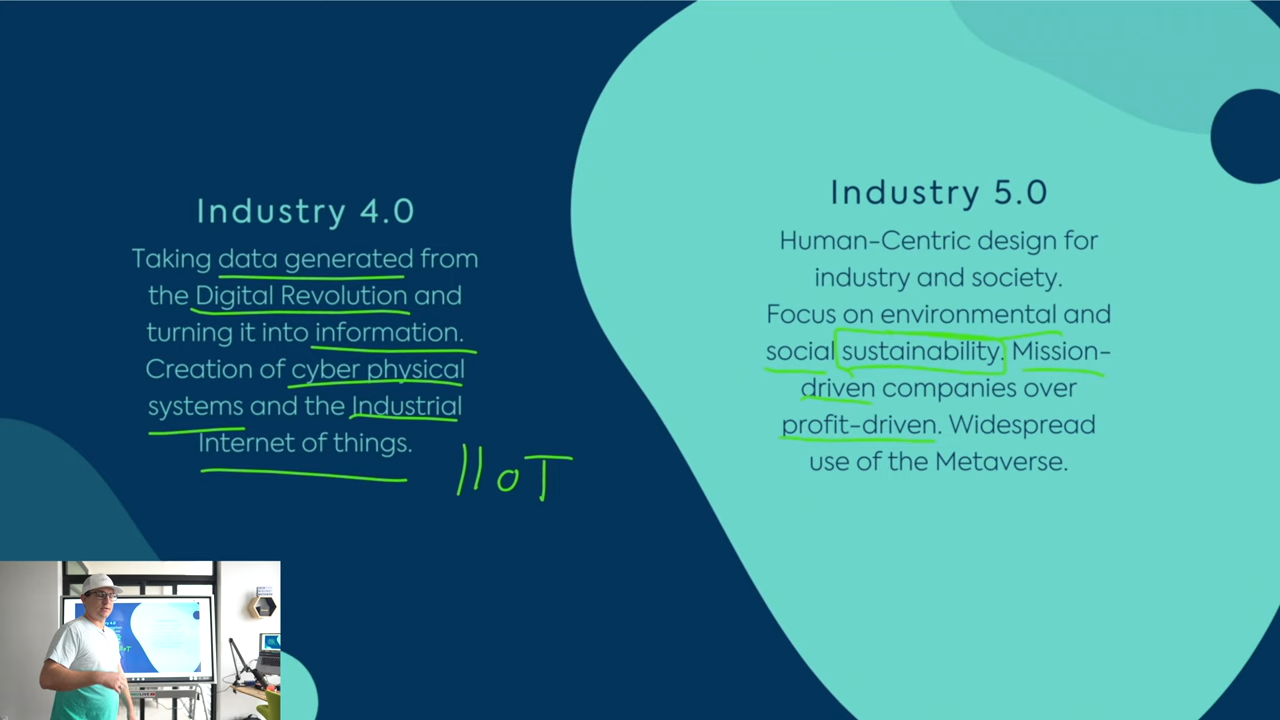 Industry 4.0
Taking data generated from
the Digital Revolution and
turning it into information.
Creation of cyber physical
systems and the Industrial
Internet of things.
IIoT
Industry 5.0
Human-Centric design for
industry and society.
Focus on environmental and
social sustainability. Mission-
driven companies over
profit-driven. Widespread
use of the Metaverse.